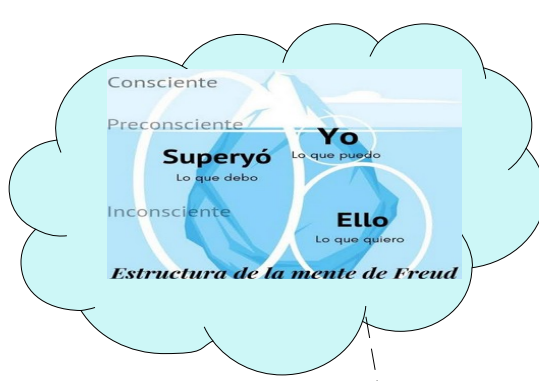 Consciente
Preconsciente
Yo
Superyó
Lo que puedo
Lo que debo
Inconsciente
Ello
Lo que quiero
Estructura de la mente de Freud